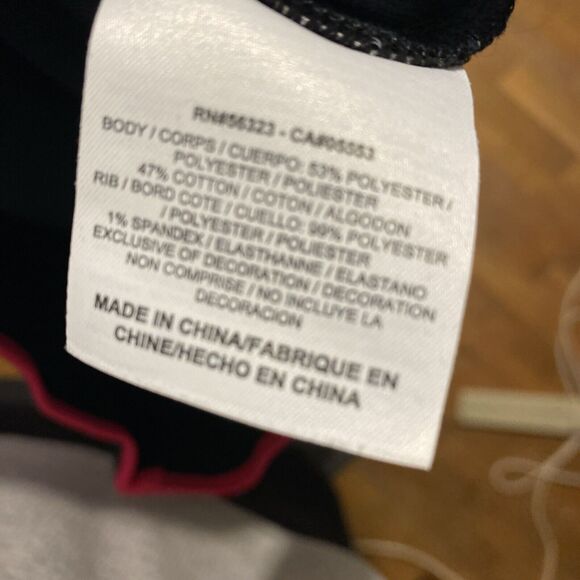 RN#56323 - CA#05553
BODY / CORPS / CUERPO: 53% POLYESTER /
POLYESTER / POLIESTER
47% COTTON / COTON / ALGODON
RIB / BORD COTE / CUELLO: 99% POLYESTER
/ POLYESTER / POLIESTER
1% SPANDEX / ELASTHANNE / ELASTANO
EXCLUSIVE OF DECORATION / DECORATION
NON COMPRISE / NO INCLUYE LA
DECORACION
MADE IN CHINA/FABRIQUE EN
CHINE/HECHO EN CHINA